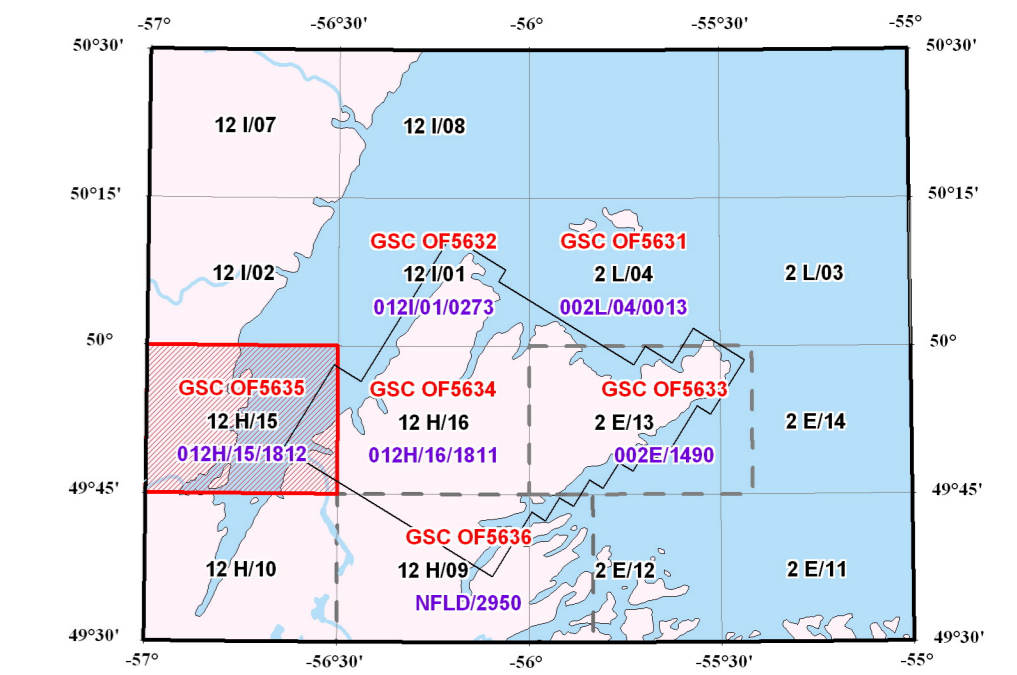 -57°
-56°30'
-56°
-55°30'
-55°
50°30'
50°30'
12 I/07
12 I/08
50°15'
50°15'
GSC OF5632
GSC OF5631
12 I/02
12 I/01
2 L/04
2 L/03
012I/01/0273
002L/04/0013
50°
50°
GSC OF5635
GSC OF5634
GSC OF5633
12 H/15
12 H/16
2 E/13
2 E/14
012H/15/1812
012H/16/1811
002E/1490
49°45'
49°45'
GSC OF5636
12 H/10
12 H/09
2 E/12
2 E/11
NFLD/2950
49°30'
49°30'
-57°
-56°30'
-56°
-55°30'
-55°